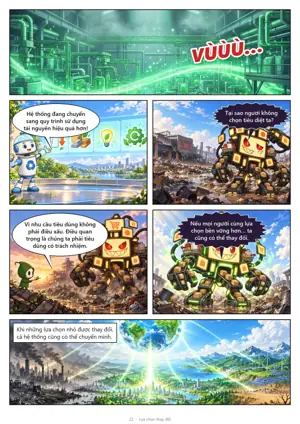 VÙÙÙ...
Hệ thống đang chuyển
sang quy trình sử dụng
tài nguyên hiệu quả hơn!
Tại sao ngươi không
chọn tiêu diệt ta?
Vì nhu cầu tiêu dùng không
phải điều xấu. Điều quan
trọng là chúng ta phải tiêu
dùng có trách nhiệm.
Nếu mọi người cùng lựa
chọn bền vững hơn... ta
cũng có thể thay đổi.
Khi những lựa chọn nhỏ được thay đổi,
cả hệ thống cũng có thể chuyển mình.